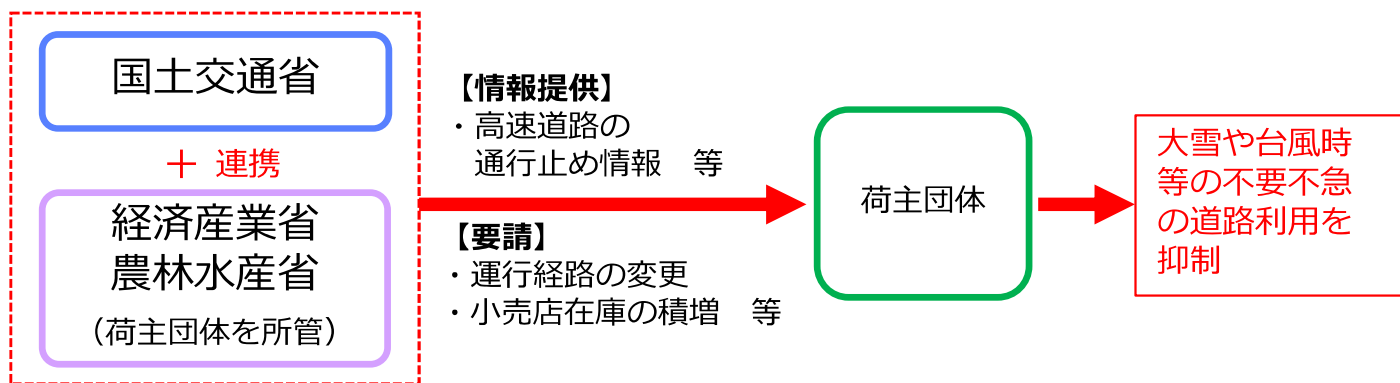 国土交通省
＋ 連携
経済産業省
農林水産省
（荷主団体を所管）
【情報提供】
・高速道路の
通行止め情報　等
【要請】
・運行経路の変更
・小売店在庫の積増　等
荷主団体
大雪や台風時
等の不要不急
の道路利用を
抑制